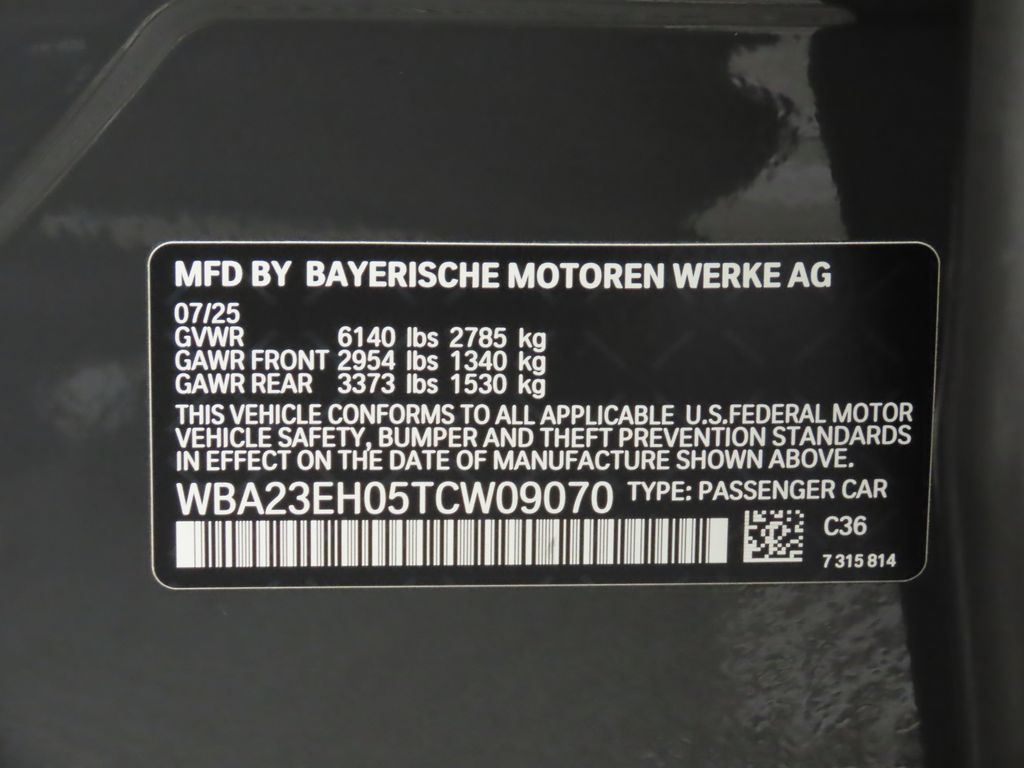 MFD BY BAYERISCHE MOTOREN WERKE AG
07/25
GVWR 6140 lbs 2785 kg
GAWR FRONT 2954 lbs 1340 kg
GAWR REAR 3373 lbs 1530 kg
THIS VEHICLE CONFORMS TO ALL APPLICABLE U.S.FEDERAL MOTOR
VEHICLE SAFETY, BUMPER AND THEFT PREVENTION STANDARDS
IN EFFECT ON THE DATE OF MANUFACTURE SHOWN ABOVE.
WBA23EH05TCW09070 TYPE: PASSENGER CAR
C36
7 315 814